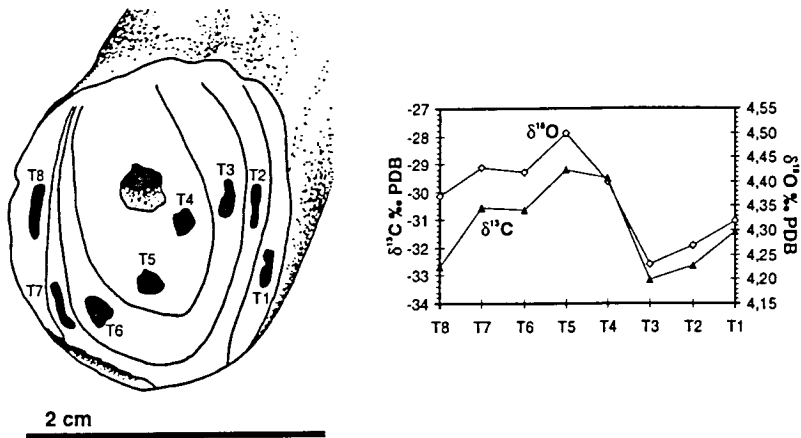 T8
T3
T2
T4
T5
T1
T7
T6
2 cm
δ¹³C ‰ PDB
-27
-28
-29
-30
-31
-32
-33
-34
δ¹⁸O
δ¹³C
4,55
4,50
4,45
4,40
4,35
4,30
4,25
4,20
4,15
δ¹⁸O ‰ PDB
T8 T7 T6 T5 T4 T3 T2 T1